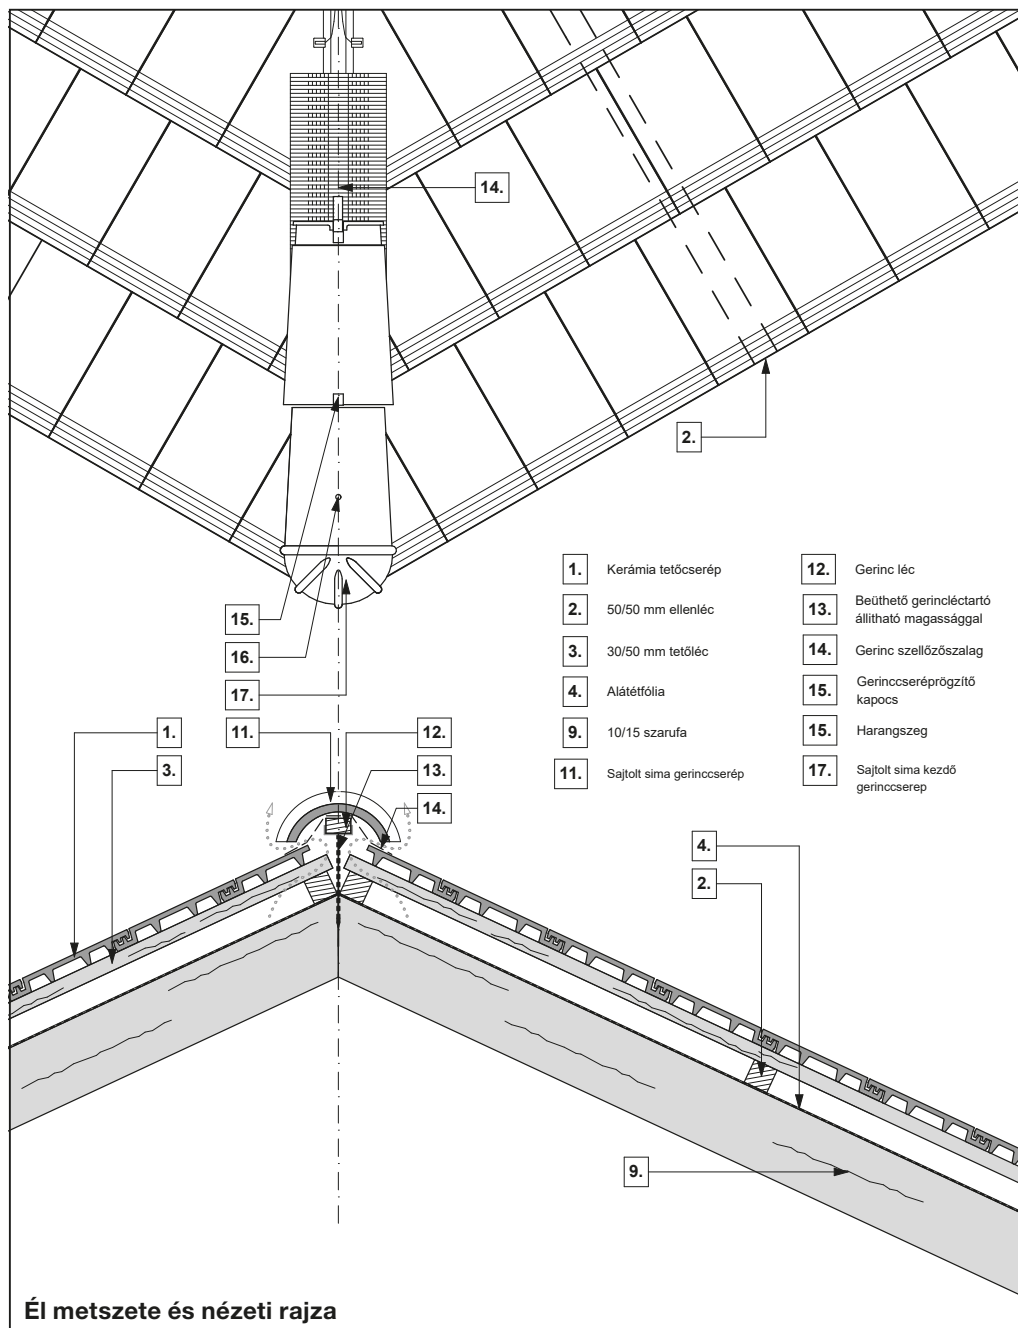 14.
2.
15.
16.
17.
1. Kerámia tetőcserép
2. 50/50 mm ellenléc
3. 30/50 mm tetőléc
4. Alátétfólia
9. 10/15 szarufa
11. Sajtolt sima gerinccserép
12. Gerinc léc
13. Beüthető gerincléctartó
állitható magassággal
14. Gerinc szellőzőszalag
15. Gerinccseréprögzítő
kapocs
15. Harangszeg
17. Sajtolt sima kezdő
gerinccserep
1.
3.
11.
12.
13.
14.
4.
2.
9.
Él metszete és nézeti rajza